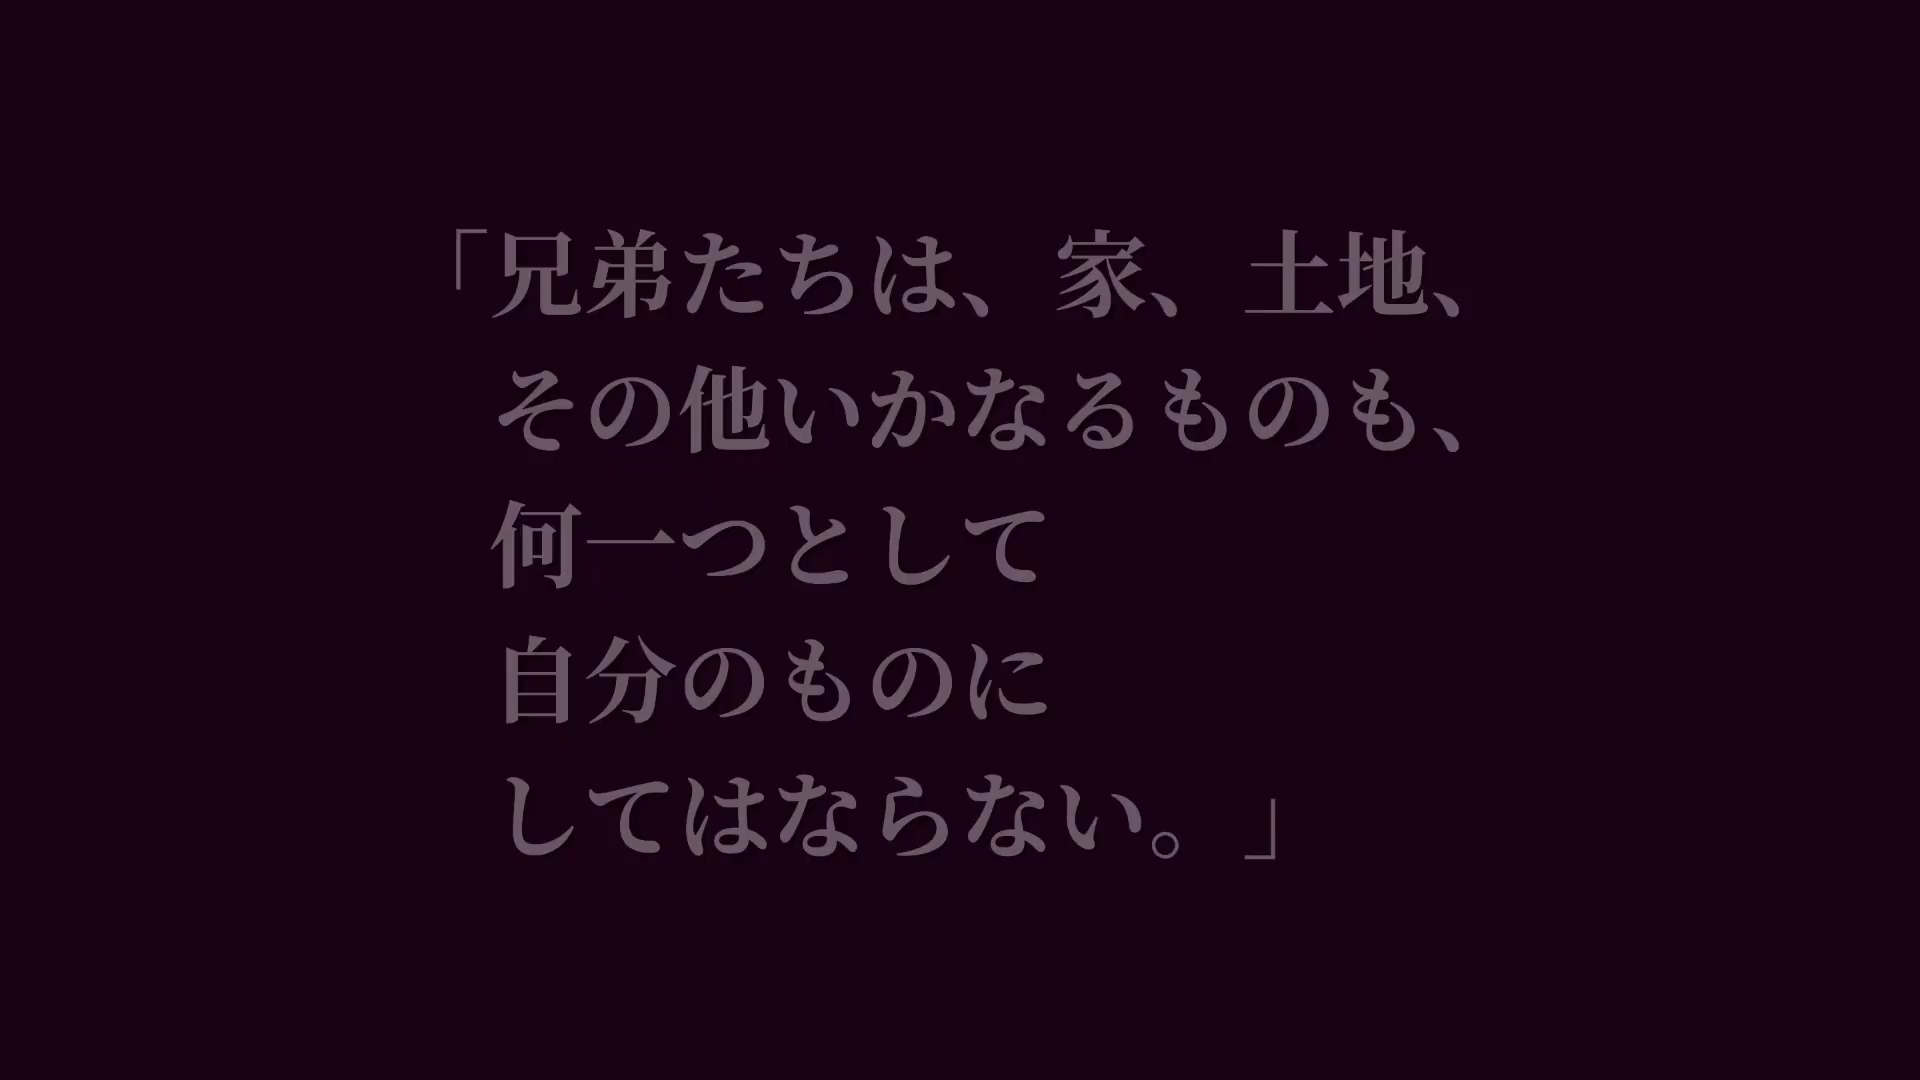 「兄弟たちは、家、土地、
その他いかなるものも、
何一つとして
自分のものに
してはならない。」